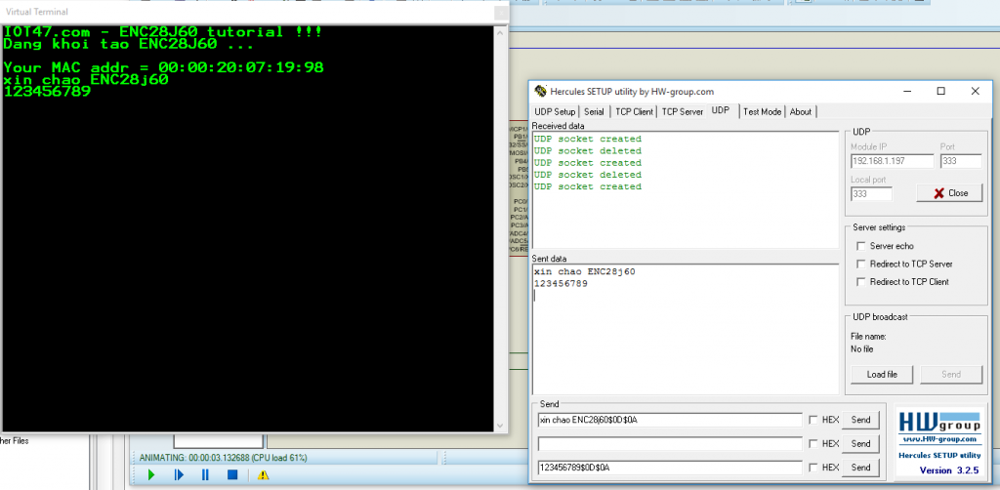 Virtual Terminal
IOT47.com - ENC28J60 tutorial !!!
Dang khoi tao ENC28J60 ...
Your MAC addr = 00:00:20:07:19:98
xin chao ENC28j60
123456789
Hercules SETUP utility by HW-group.com
UDP Setup Serial TCP Client TCP Server UDP Test Mode About
Received data
UDP socket created
UDP socket deleted
UDP socket created
UDP socket deleted
UDP socket created
Sent data
xin chao ENC28j60
123456789
UDP
Module IP Port
192.168.1.197 333
Local port
333 Close
Server settings
Server echo
Redirect to TCP Server
Redirect to TCP Client
UDP broadcast
File name:
No file
Load file Send
Send
xin chao ENC28j60$0D$0A HEX Send
HEX Send
123456789$0D$0A HEX Send
HW group
www.HW-group.com
Hercules SETUP utility
Version 3.2.5
PB1/
PB4/
PC0/
PC1/
PC2/A
PC3/A
her Files
ANIMATING: 00:00:03.132688 (CPU load 61%)